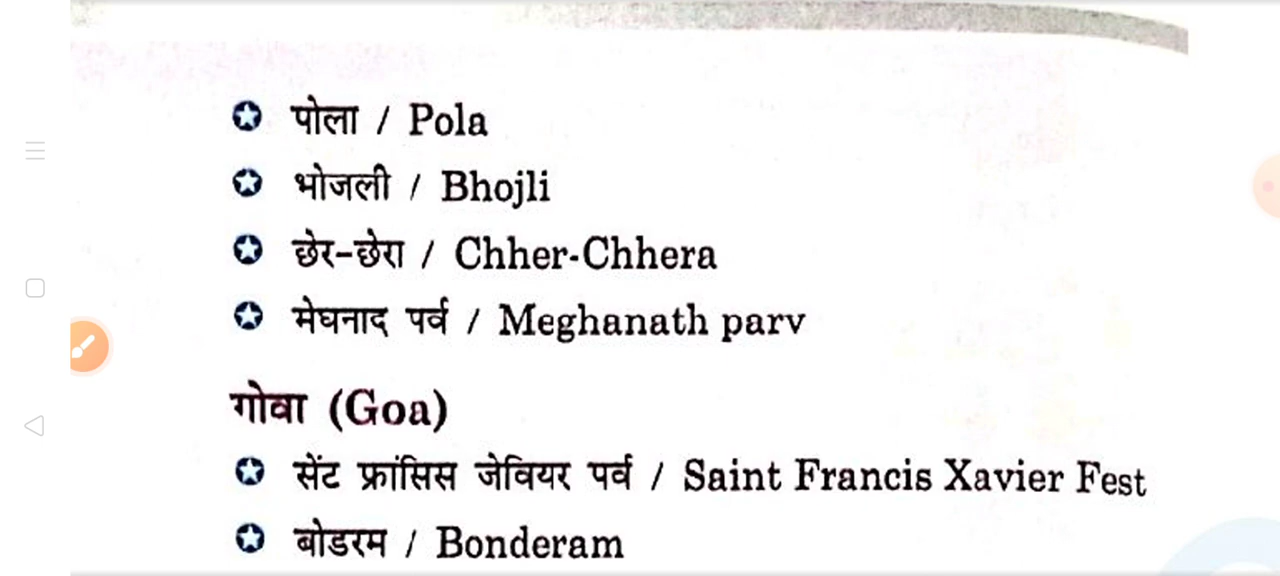 पोला / Pola
भोजली / Bhojli
छेर-छेरा / Chher-Chhera
मेघनाद पर्व / Meghanath parv
गोवा (Goa)
सेंट फ्रांसिस जेवियर पर्व / Saint Francis Xavier Fest
बोडरम / Bonderam